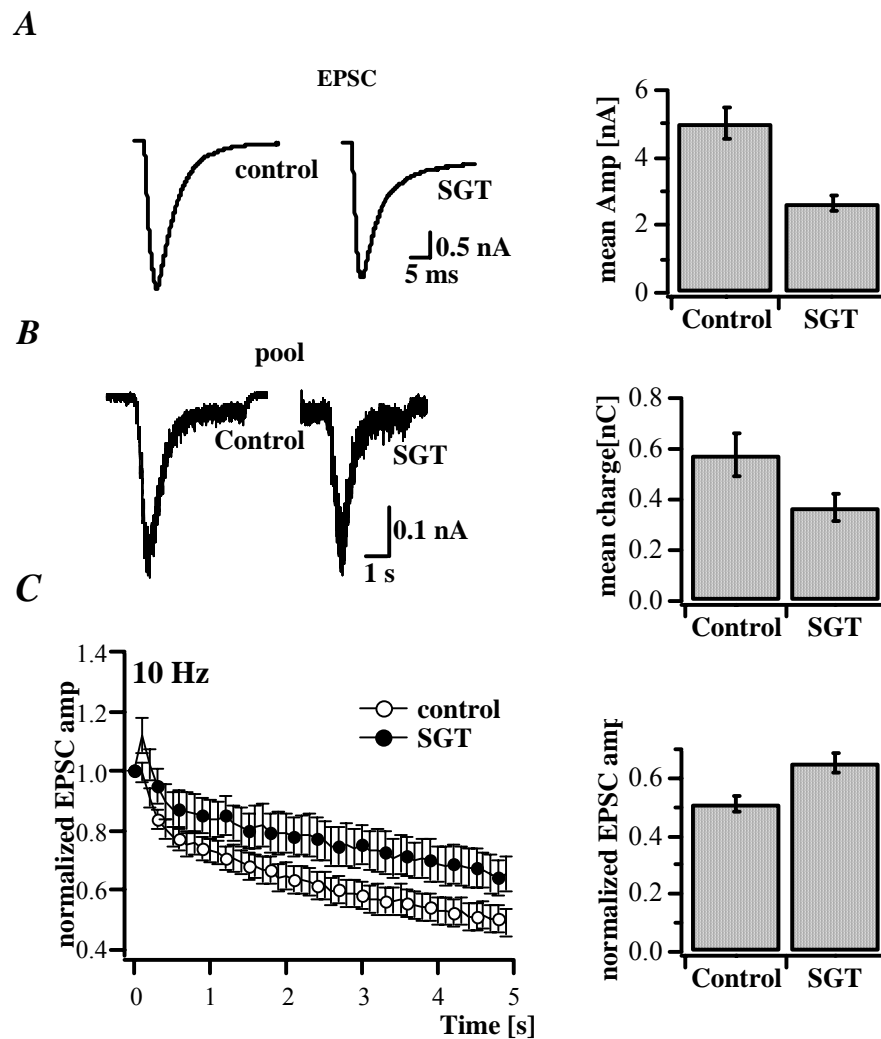 A
EPSC
control
SGT
0.5 nA
5 ms
mean Amp [nA]
6
4
2
0
Control SGT
B
pool
Control
SGT
0.1 nA
1 s
mean charge[nC]
0.8
0.6
0.4
0.2
0.0
Control SGT
C
10 Hz
control
SGT
normalized EPSC amp
1.4
1.2
1.0
0.8
0.6
0.4
0 1 2 3 4 5
Time [s]
normalized EPSC amp
0.6
0.4
0.2
0.0
Control SGT